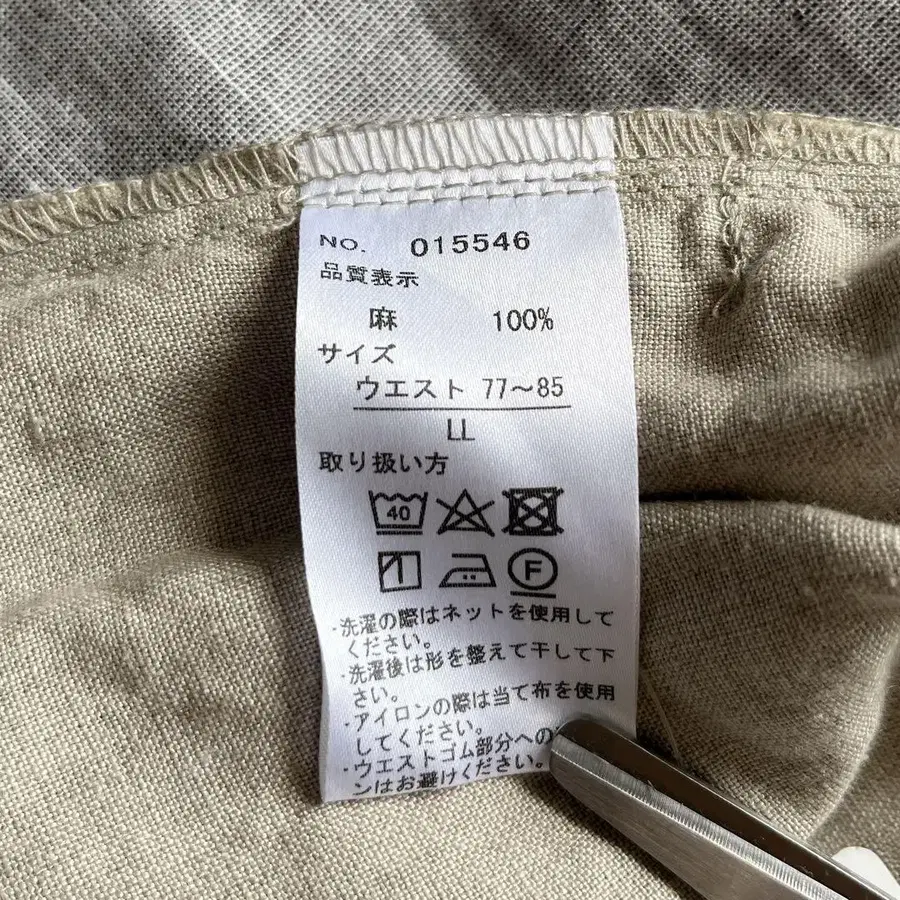 NO. 015546
品質表示
麻 100%
サイズ
ウエスト 77～85
LL
取り扱い方
40
F
・洗濯の際はネットを使用して
ください。
・洗濯後は形を整えて干して下
さい。
・アイロンの際は当て布を使用
してください。
・ウエストゴム部分への
ンはお避けください。